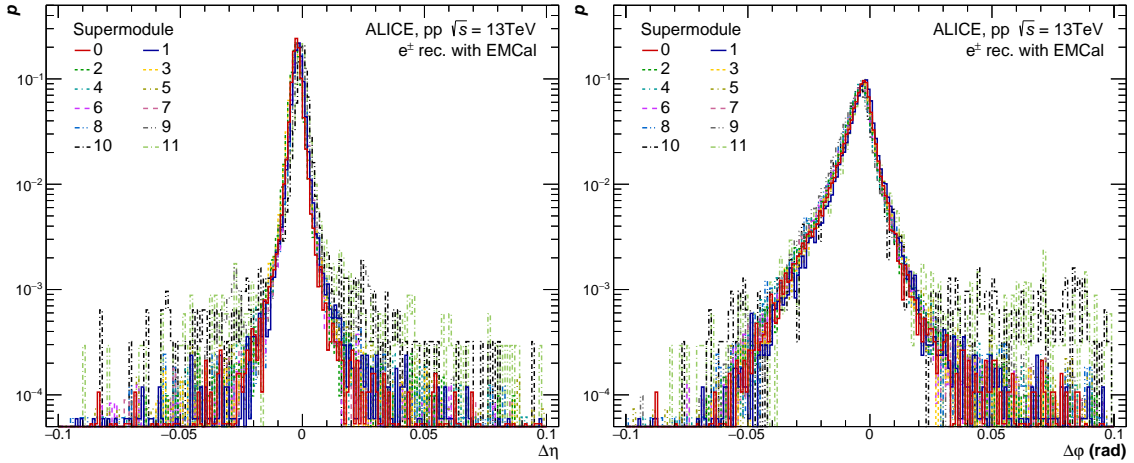 p
Supermodule
0 1
2 3
4 5
6 7
8 9
10 11
ALICE, pp √s = 13TeV
e± rec. with EMCal
10⁻¹
10⁻²
10⁻³
10⁻⁴
−0.1 −0.05 0 0.05 0.1
Δη
p
Supermodule
0 1
2 3
4 5
6 7
8 9
10 11
ALICE, pp √s = 13TeV
e± rec. with EMCal
10⁻¹
10⁻²
10⁻³
10⁻⁴
−0.1 −0.05 0 0.05 0.1
Δφ (rad)